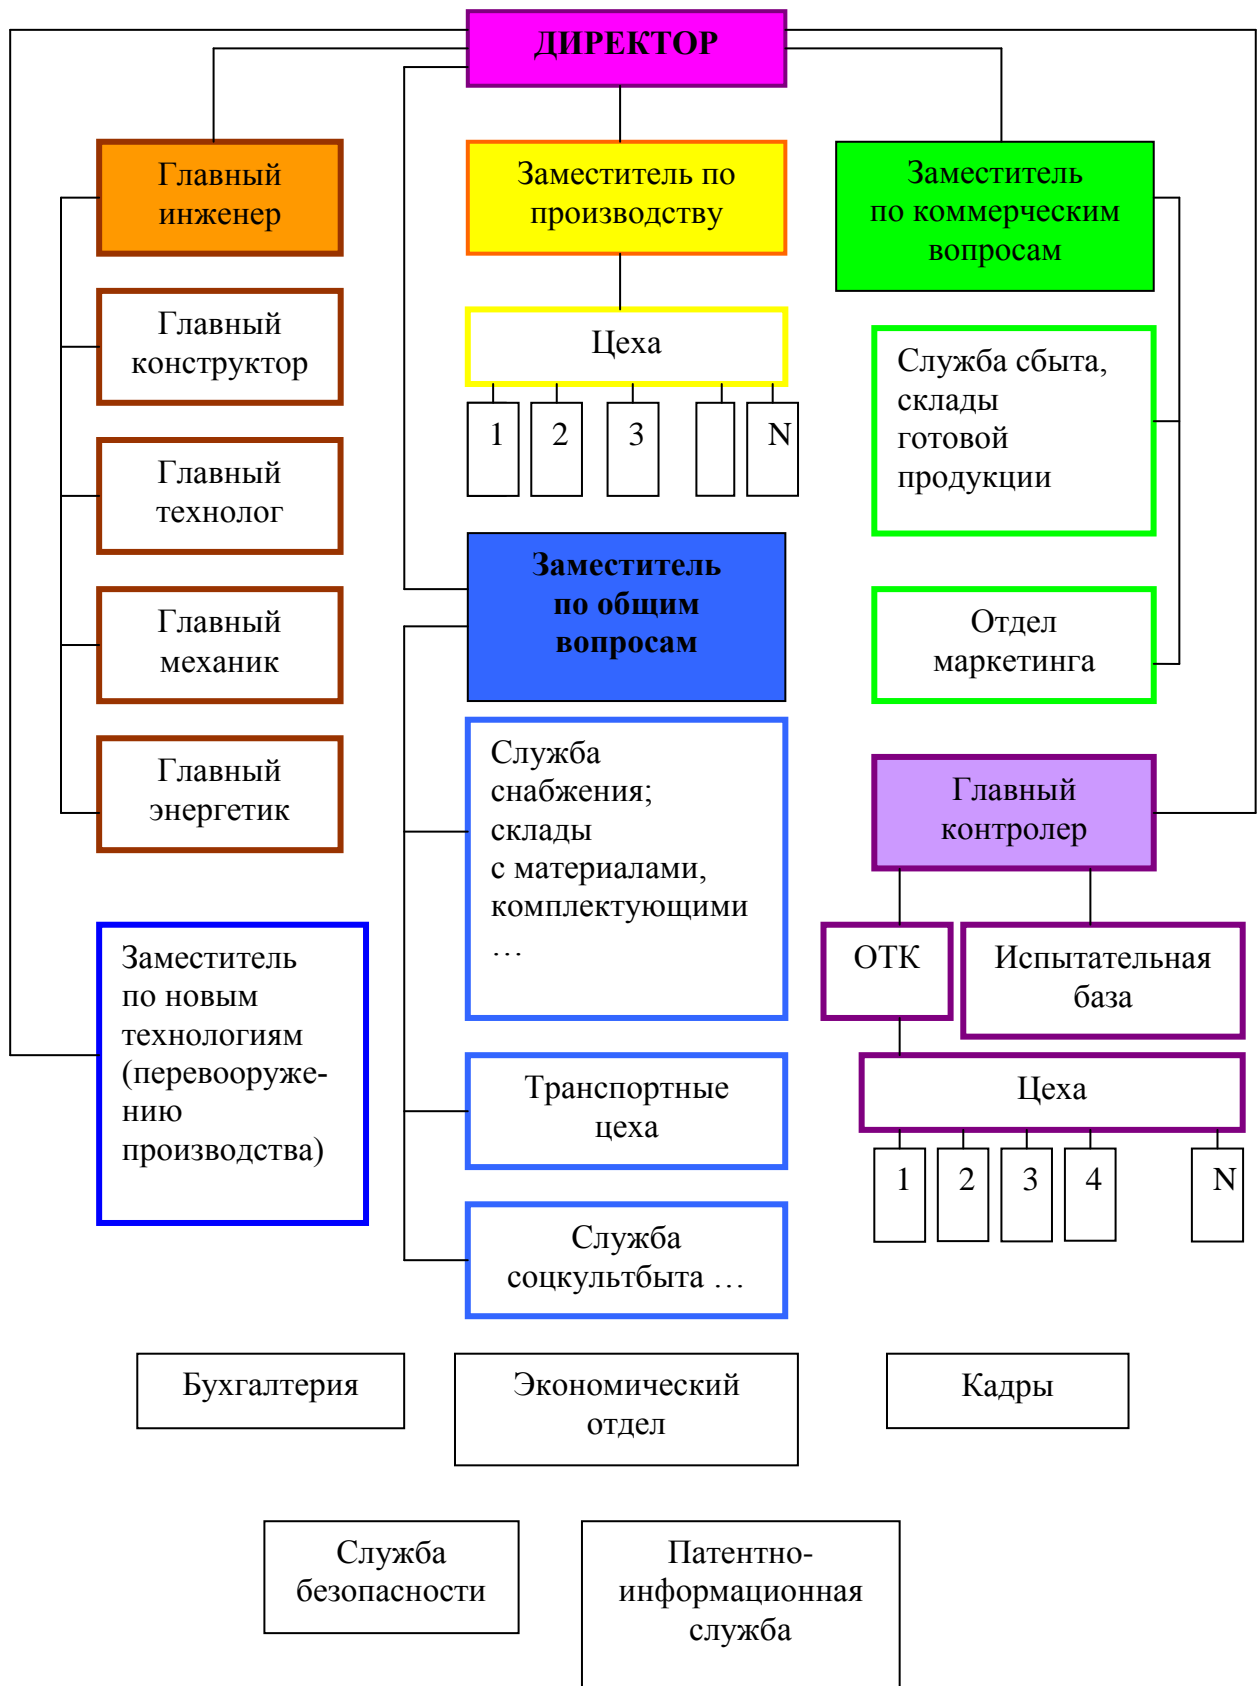 ДИРЕКТОР
Главный
инженер
Заместитель по
производству
Заместитель
по коммерческим
вопросам
Главный
конструктор
Цеха
1
2
3
N
Служба сбыта,
склады
готовой
продукции
Главный
технолог
Заместитель
по общим
вопросам
Главный
механик
Отдел
маркетинга
Главный
энергетик
Служба
снабжения;
склады
с материалами,
комплектующими
…
Главный
контролер
Заместитель
по новым
технологиям
(перевооруже-
нию
производства)
ОТК
Испытательная
база
Транспортные
цеха
Цеха
1
2
3
4
N
Служба
соцкультбыта …
Бухгалтерия
Экономический
отдел
Кадры
Служба
безопасности
Патентно-
информационная
служба